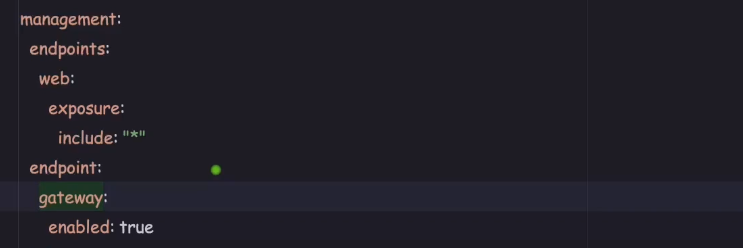 management:
  endpoints:
    web:
      exposure:
        include: "*"
  endpoint:
    gateway:
      enabled: true